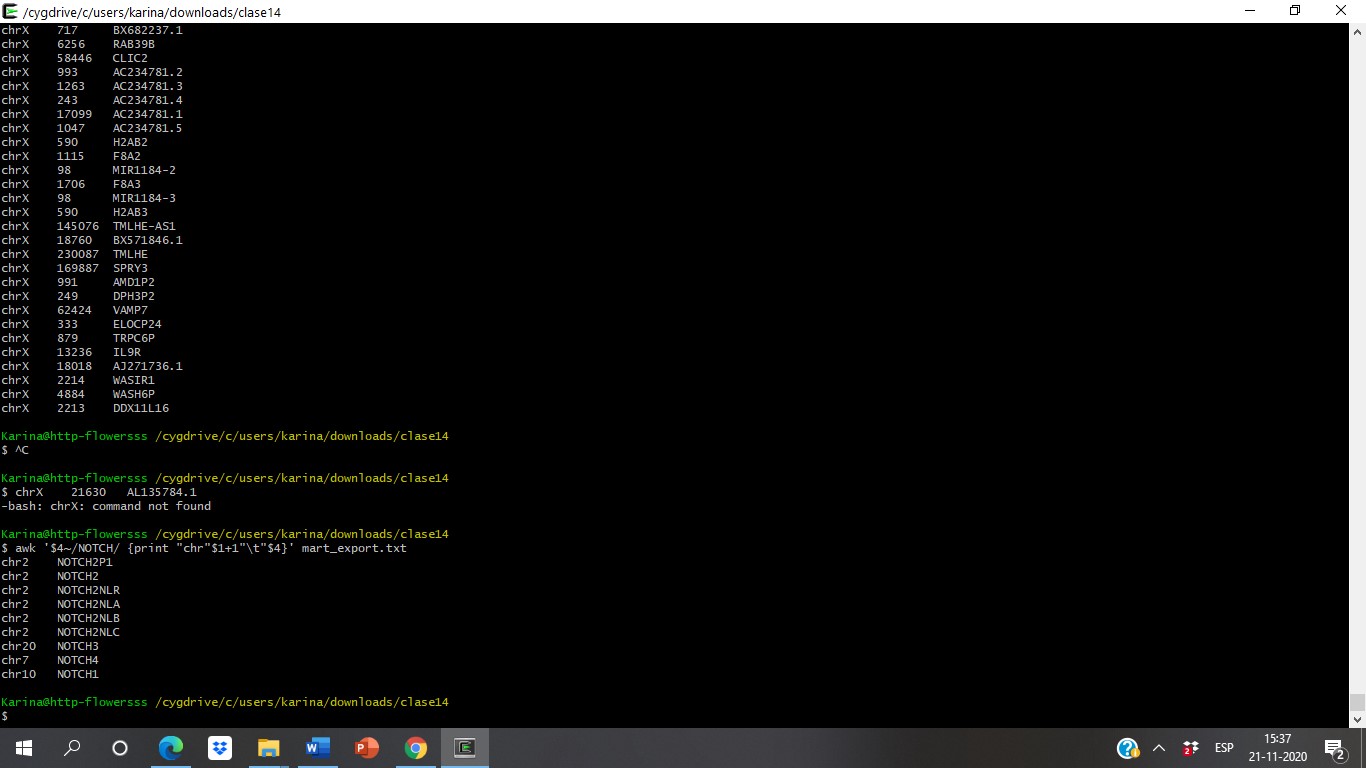 /cygdrive/c/users/karina/downloads/clase14
chrX 717 BX682237.1
chrX 6256 RAB39B
chrX 58446 CLIC2
chrX 993 AC234781.2
chrX 1263 AC234781.3
chrX 243 AC234781.4
chrX 17099 AC234781.1
chrX 1047 AC234781.5
chrX 590 H2AB2
chrX 1115 F8A2
chrX 98 MIR1184-2
chrX 1706 F8A3
chrX 98 MIR1184-3
chrX 590 H2AB3
chrX 145076 TMLHE-AS1
chrX 18760 BX571846.1
chrX 230087 TMLHE
chrX 169887 SPRY3
chrX 991 AMD1P2
chrX 249 DPH3P2
chrX 62424 VAMP7
chrX 333 ELOCP24
chrX 879 TRPC6P
chrX 13236 IL9R
chrX 18018 AJ271736.1
chrX 2214 WASIR1
chrX 4884 WASH6P
chrX 2213 DDX11L16
Karina@http-flowersss /cygdrive/c/users/karina/downloads/clase14
$ ^C
Karina@http-flowersss /cygdrive/c/users/karina/downloads/clase14
$ chrX 21630 AL135784.1
-bash: chrX: command not found
Karina@http-flowersss /cygdrive/c/users/karina/downloads/clase14
$ awk '$4~/NOTCH/ {print "chr"$1+1"\t"$4}' mart_export.txt
chr2 NOTCH2P1
chr2 NOTCH2
chr2 NOTCH2NLR
chr2 NOTCH2NLA
chr2 NOTCH2NLB
chr2 NOTCH2NLC
chr20 NOTCH3
chr7 NOTCH4
chr10 NOTCH1
Karina@http-flowersss /cygdrive/c/users/karina/downloads/clase14
$
ESP
15:37
21-11-2020
2
2